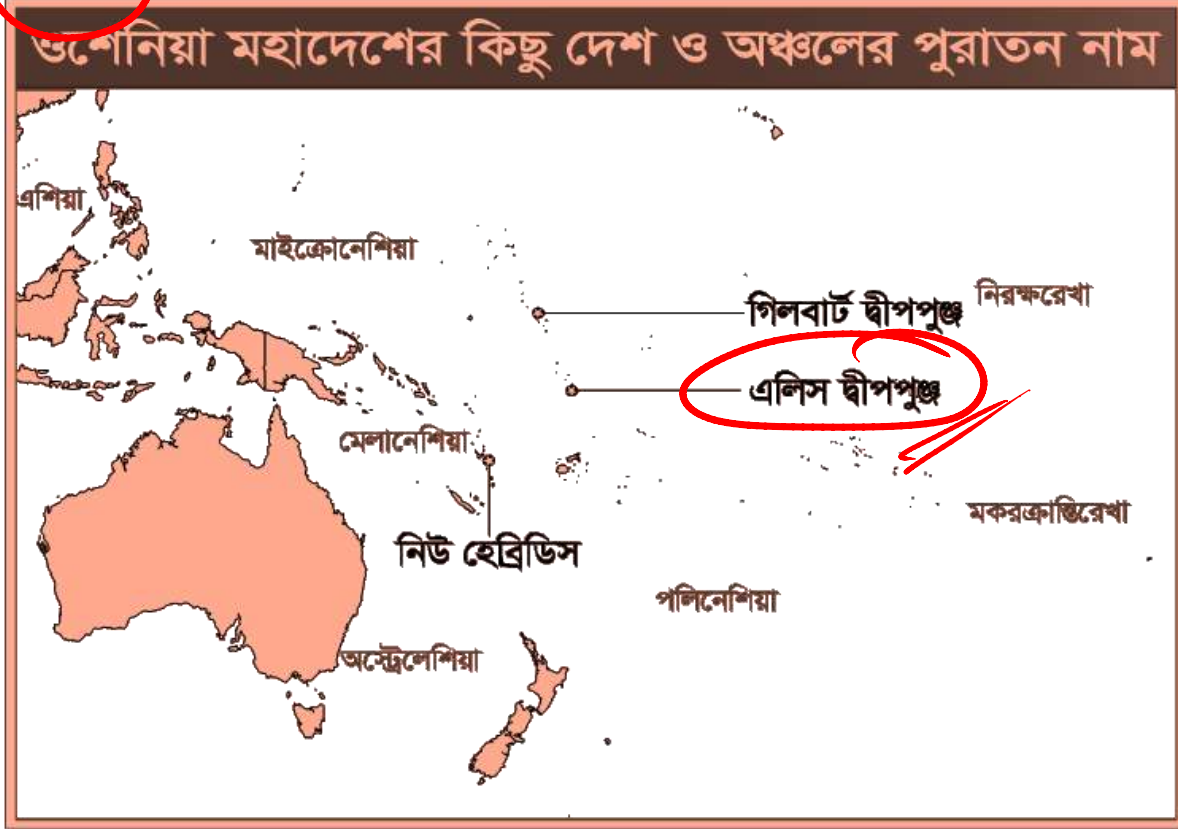 ওশেনিয়া মহাদেশের কিছু দেশ ও অঞ্চলের পুরাতন নাম
এশিয়া
মাইক্রোনেশিয়া
নিরক্ষরেখা
গিলবার্ট দ্বীপপুঞ্জ
এলিস দ্বীপপুঞ্জ
মেলানেশিয়া
মকরক্রান্তিরেখা
নিউ হেব্রিডিস
পলিনেশিয়া
অস্ট্রেলেশিয়া